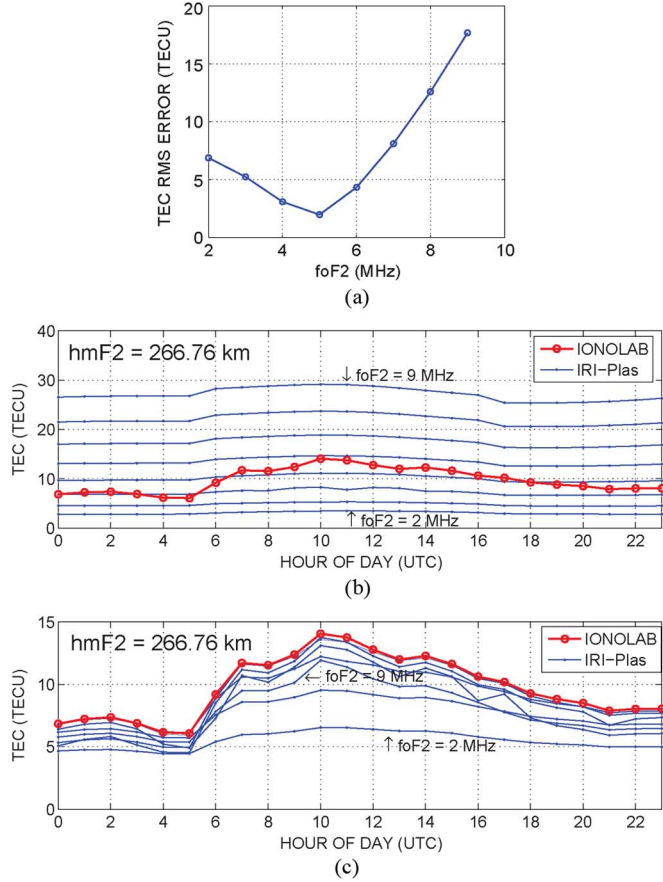 TEC RMS ERROR (TECU)
20
15
10
5
0
2 4 6 8 10
foF2 (MHz)
(a)
TEC (TECU)
40
30
20
10
0
hmF2 = 266.76 km
↓ foF2 = 9 MHz
↑ foF2 = 2 MHz
IONOLAB
IRI-Plas
0 2 4 6 8 10 12 14 16 18 20 22
HOUR OF DAY (UTC)
(b)
TEC (TECU)
15
10
5
0
hmF2 = 266.76 km
← foF2 = 9 MHz
↑ foF2 = 2 MHz
IONOLAB
IRI-Plas
0 2 4 6 8 10 12 14 16 18 20 22
HOUR OF DAY (UTC)
(c)